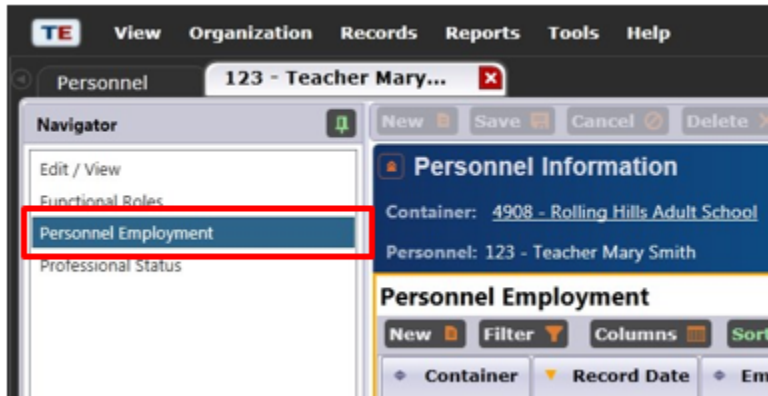 TE View Organization Records Reports Tools Help
Personnel 123 - Teacher Mary...
Navigator New Save Cancel Delete
Edit / View
Personnel Information
Functional Roles
Container: 4908 - Rolling Hills Adult School
Personnel Employment
Personnel: 123 - Teacher Mary Smith
Professional Status
Personnel Employment
New Filter Columns Sort
Container Record Date Em